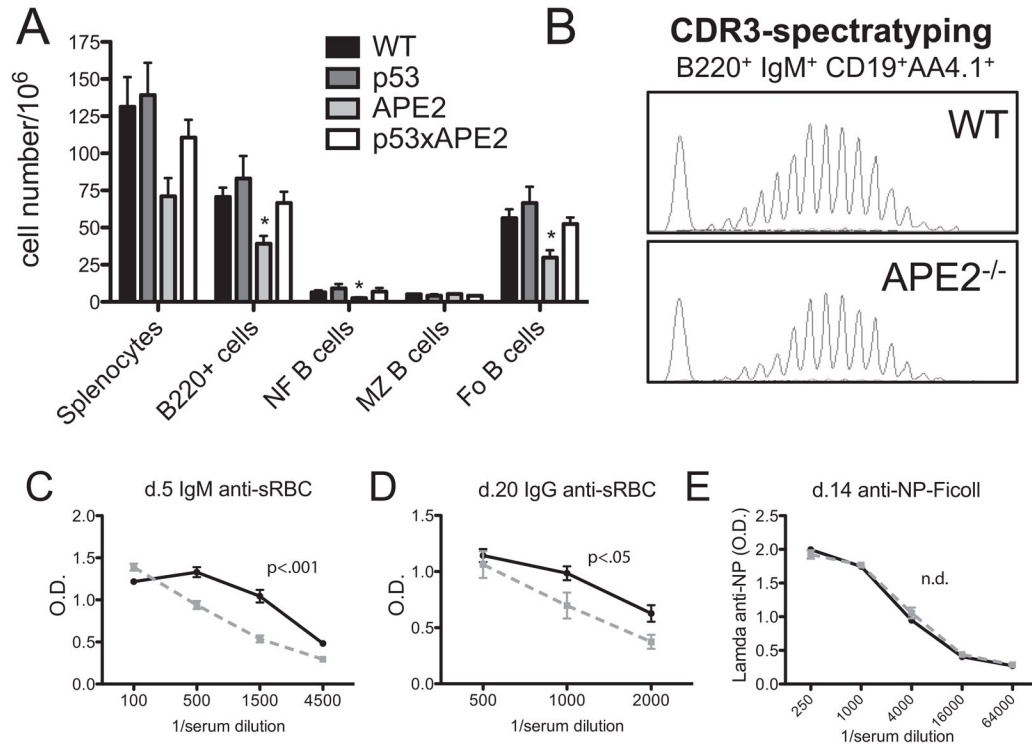 A
cell number/10⁶
175
150
125
100
75
50
25
0
WT
p53
APE2
p53xAPE2
*
*
*
Splenocytes
B220+ cells
NF B cells
MZ B cells
Fo B cells
B
CDR3-spectratyping
B220⁺ IgM⁺ CD19⁺AA4.1⁺
WT
APE2⁻/⁻
C
d.5 IgM anti-sRBC
O.D.
2.0
1.5
1.0
0.5
0.0
p<.001
100 500 1500 4500
1/serum dilution
D
d.20 IgG anti-sRBC
O.D.
1.5
1.0
0.5
0.0
p<.05
500 1000 2000
1/serum dilution
E
d.14 anti-NP-Ficoll
Lamda anti-NP (O.D.)
2.5
2.0
1.5
1.0
0.5
0.0
n.d.
250 1000 4000 16000 64000
1/serum dilution